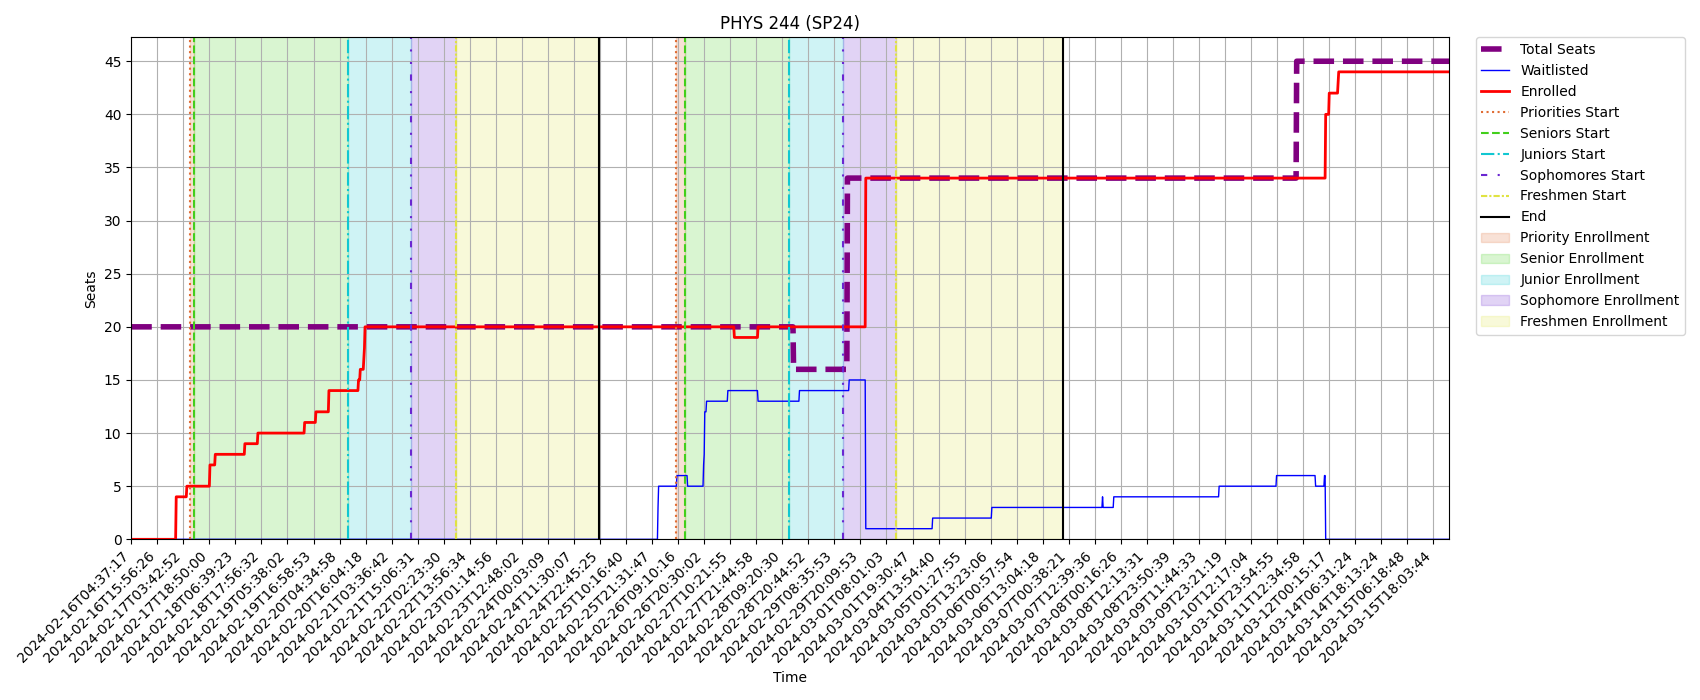 PHYS 244 (SP24)
Seats
45
40
35
30
25
20
15
10
5
0
2024-02-16T04:37:17
2024-02-16T15:56:26
2024-02-17T03:42:52
2024-02-17T18:50:00
2024-02-18T06:39:23
2024-02-18T17:56:32
2024-02-19T05:38:02
2024-02-19T16:58:53
2024-02-20T04:34:58
2024-02-20T16:04:18
2024-02-21T03:36:42
2024-02-21T15:06:31
2024-02-22T02:23:30
2024-02-22T13:56:34
2024-02-23T01:14:56
2024-02-23T12:48:02
2024-02-24T00:03:09
2024-02-24T11:30:07
2024-02-24T22:45:25
2024-02-25T10:16:40
2024-02-25T21:31:47
2024-02-26T09:10:16
2024-02-26T20:30:02
2024-02-27T10:21:55
2024-02-27T21:44:58
2024-02-28T09:20:30
2024-02-28T20:44:52
2024-02-29T08:35:53
2024-02-29T20:09:53
2024-03-01T08:01:03
2024-03-01T19:30:47
2024-03-04T13:54:40
2024-03-05T01:27:55
2024-03-05T13:23:06
2024-03-06T00:57:54
2024-03-06T13:04:18
2024-03-07T00:38:21
2024-03-07T12:39:36
2024-03-08T00:16:26
2024-03-08T12:13:31
2024-03-08T23:50:39
2024-03-09T11:44:33
2024-03-09T23:21:19
2024-03-10T12:17:04
2024-03-10T23:54:55
2024-03-11T12:34:58
2024-03-12T00:15:17
2024-03-14T06:31:24
2024-03-14T18:13:24
2024-03-15T06:18:48
2024-03-15T18:03:44
Time
Total Seats
Waitlisted
Enrolled
Priorities Start
Seniors Start
Juniors Start
Sophomores Start
Freshmen Start
End
Priority Enrollment
Senior Enrollment
Junior Enrollment
Sophomore Enrollment
Freshmen Enrollment